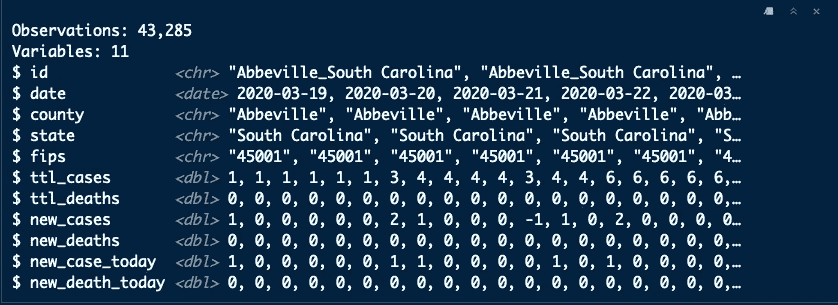 Observations: 43,285
Variables: 11
$ id <chr> "Abbeville_South Carolina", "Abbeville_South Carolina", …
$ date <date> 2020-03-19, 2020-03-20, 2020-03-21, 2020-03-22, 2020-03…
$ county <chr> "Abbeville", "Abbeville", "Abbeville", "Abbeville", "Abb…
$ state <chr> "South Carolina", "South Carolina", "South Carolina", "S…
$ fips <chr> "45001", "45001", "45001", "45001", "45001", "45001", "4…
$ ttl_cases <dbl> 1, 1, 1, 1, 1, 1, 3, 4, 4, 4, 4, 3, 4, 4, 6, 6, 6, 6, 6,…
$ ttl_deaths <dbl> 0, 0, 0, 0, 0, 0, 0, 0, 0, 0, 0, 0, 0, 0, 0, 0, 0, 0, 0,…
$ new_cases <dbl> 1, 0, 0, 0, 0, 0, 2, 1, 0, 0, 0, -1, 1, 0, 2, 0, 0, 0, 0…
$ new_deaths <dbl> 0, 0, 0, 0, 0, 0, 0, 0, 0, 0, 0, 0, 0, 0, 0, 0, 0, 0, 0,…
$ new_case_today <dbl> 1, 0, 0, 0, 0, 0, 1, 1, 0, 0, 0, 0, 1, 0, 1, 0, 0, 0, 0,…
$ new_death_today <dbl> 0, 0, 0, 0, 0, 0, 0, 0, 0, 0, 0, 0, 0, 0, 0, 0, 0, 0, 0,…